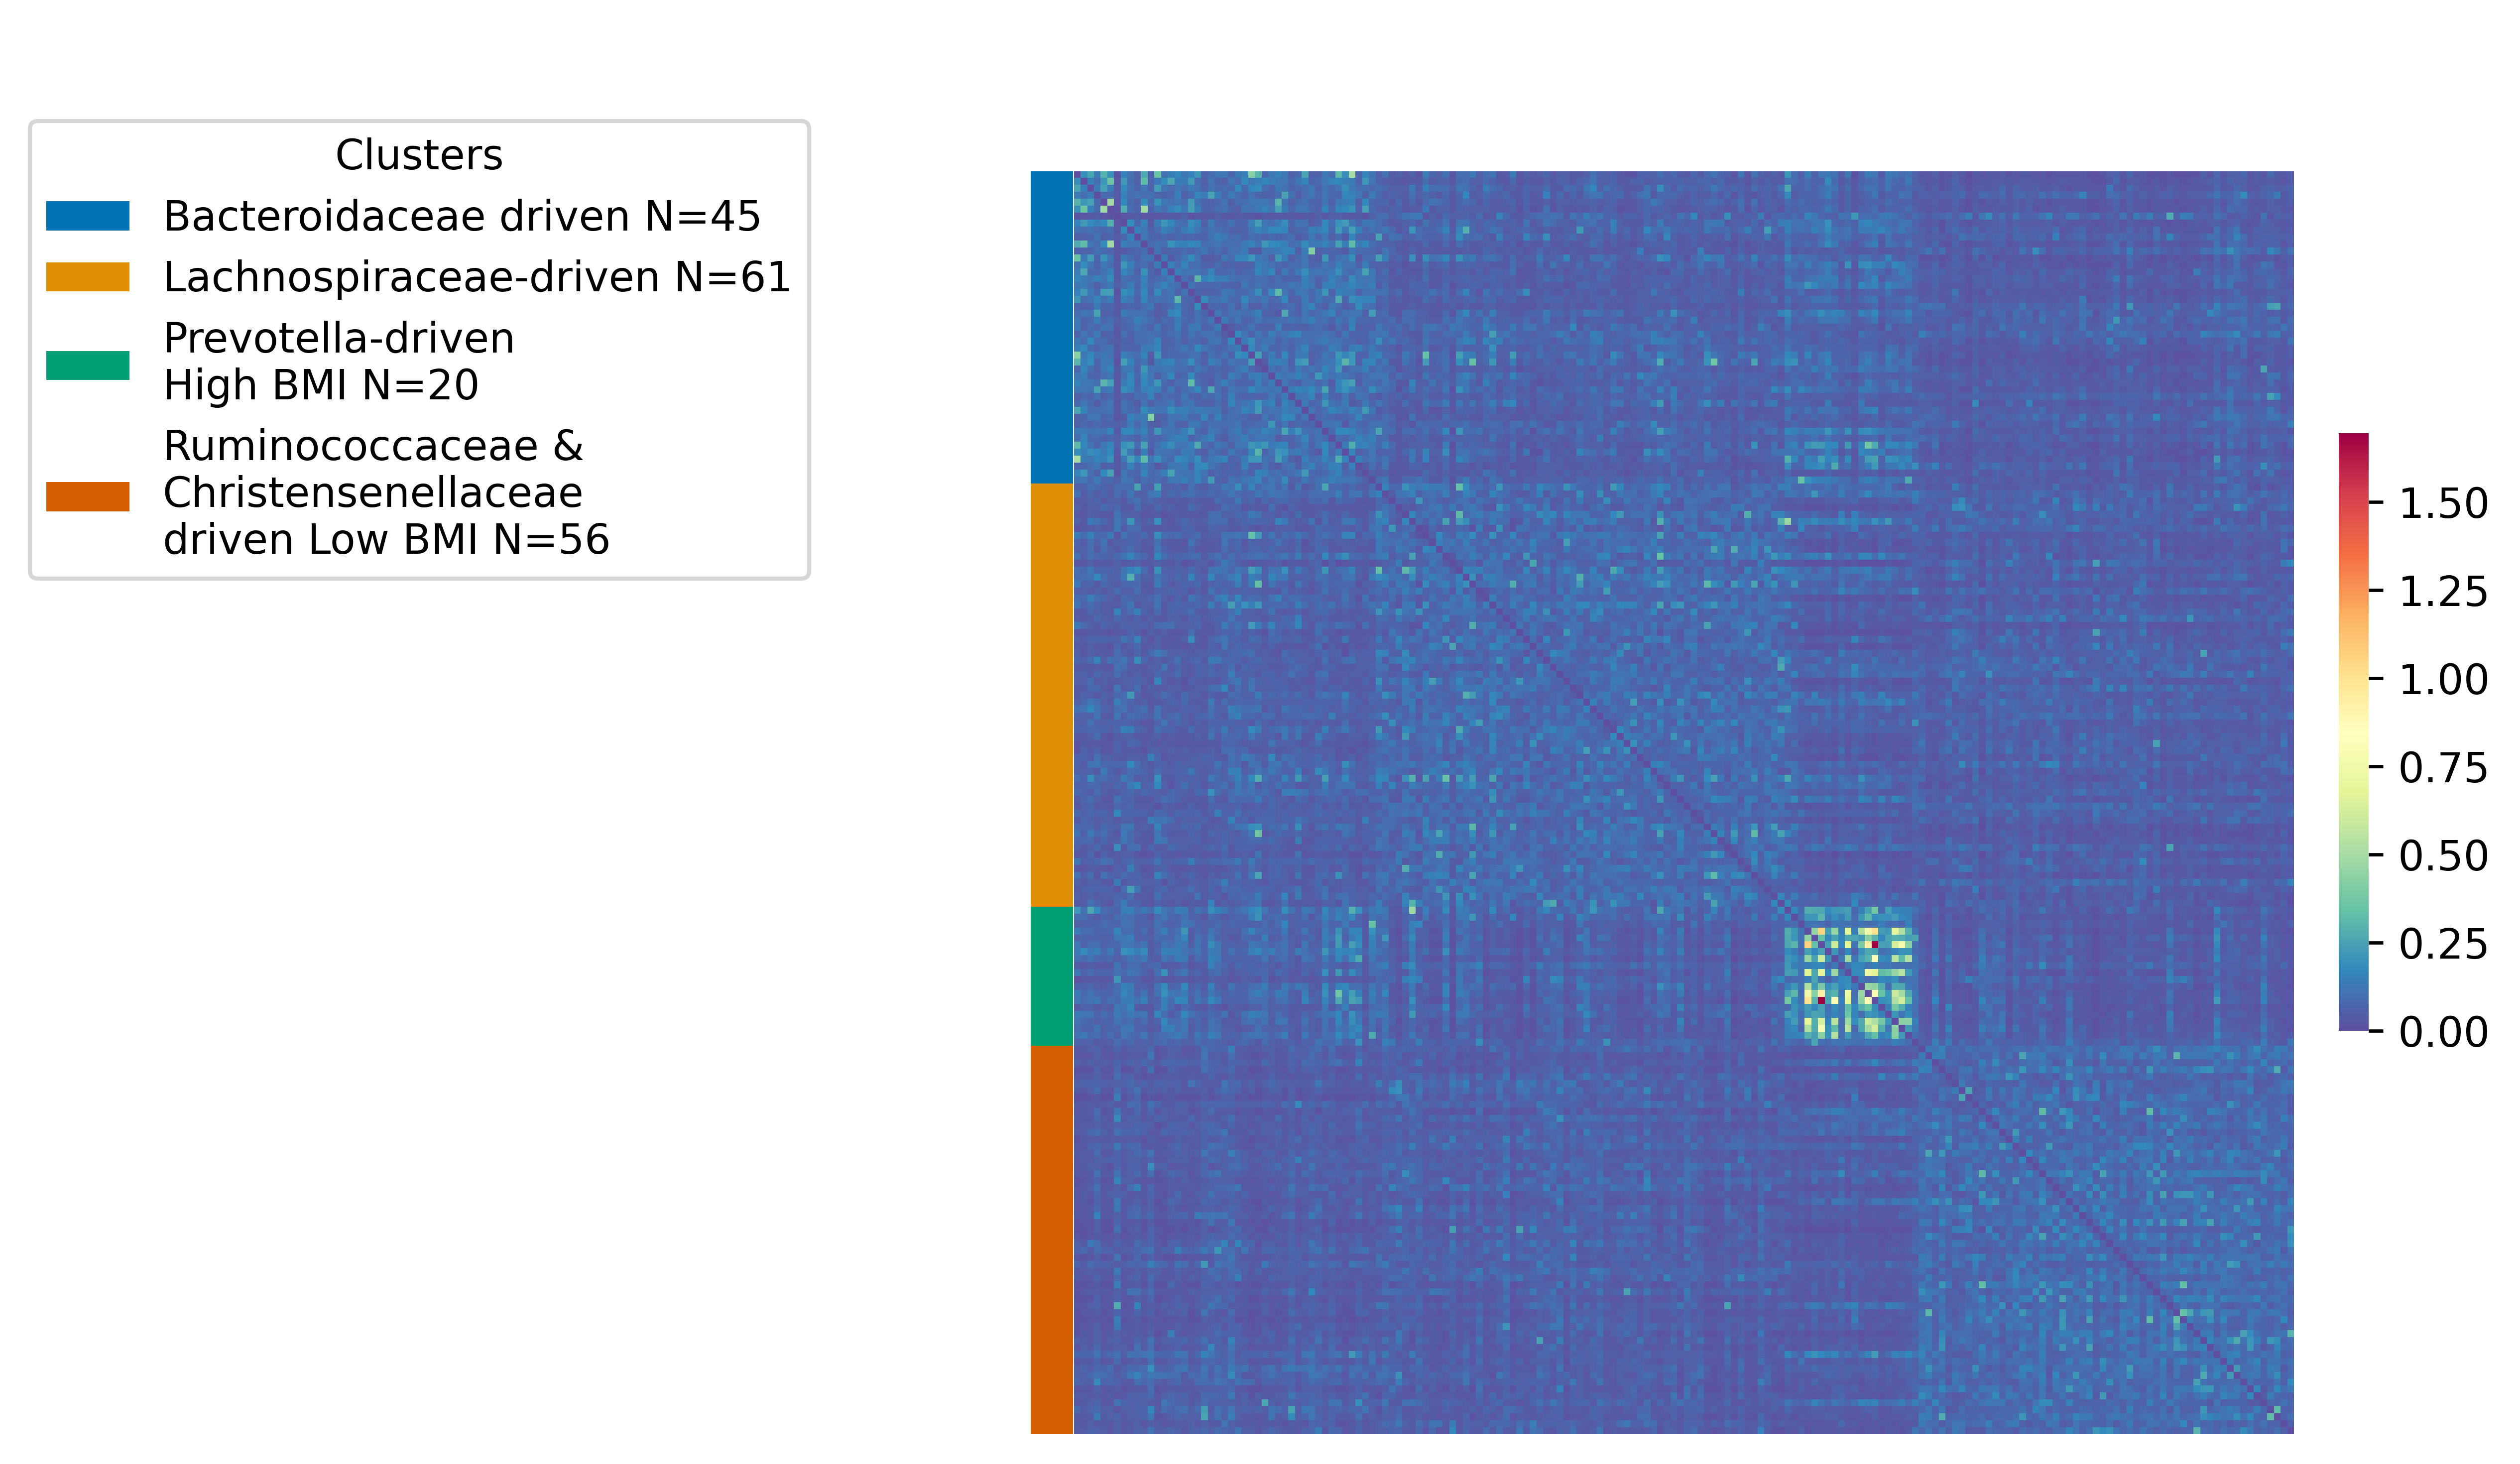 Clusters
Bacteroidaceae driven N=45
Lachnospiraceae-driven N=61
Prevotella-driven
High BMI N=20
Ruminococcaceae &
Christensenellaceae
driven Low BMI N=56
1.50
1.25
1.00
0.75
0.50
0.25
0.00